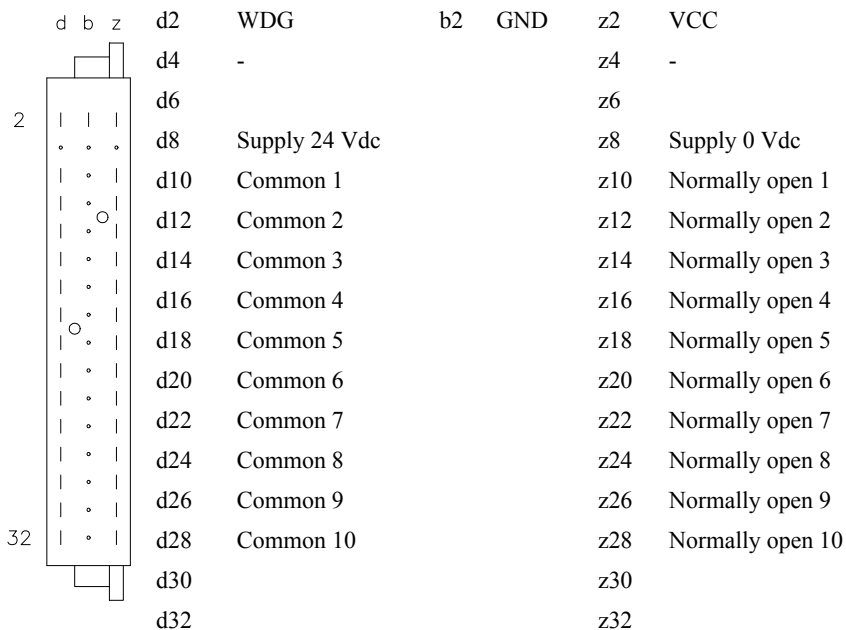 d b z
2
32
d2 WDG b2 GND z2 VCC
d4 - z4 -
d6 z6
d8 Supply 24 Vdc z8 Supply 0 Vdc
d10 Common 1 z10 Normally open 1
d12 Common 2 z12 Normally open 2
d14 Common 3 z14 Normally open 3
d16 Common 4 z16 Normally open 4
d18 Common 5 z18 Normally open 5
d20 Common 6 z20 Normally open 6
d22 Common 7 z22 Normally open 7
d24 Common 8 z24 Normally open 8
d26 Common 9 z26 Normally open 9
d28 Common 10 z28 Normally open 10
d30 z30
d32 z32